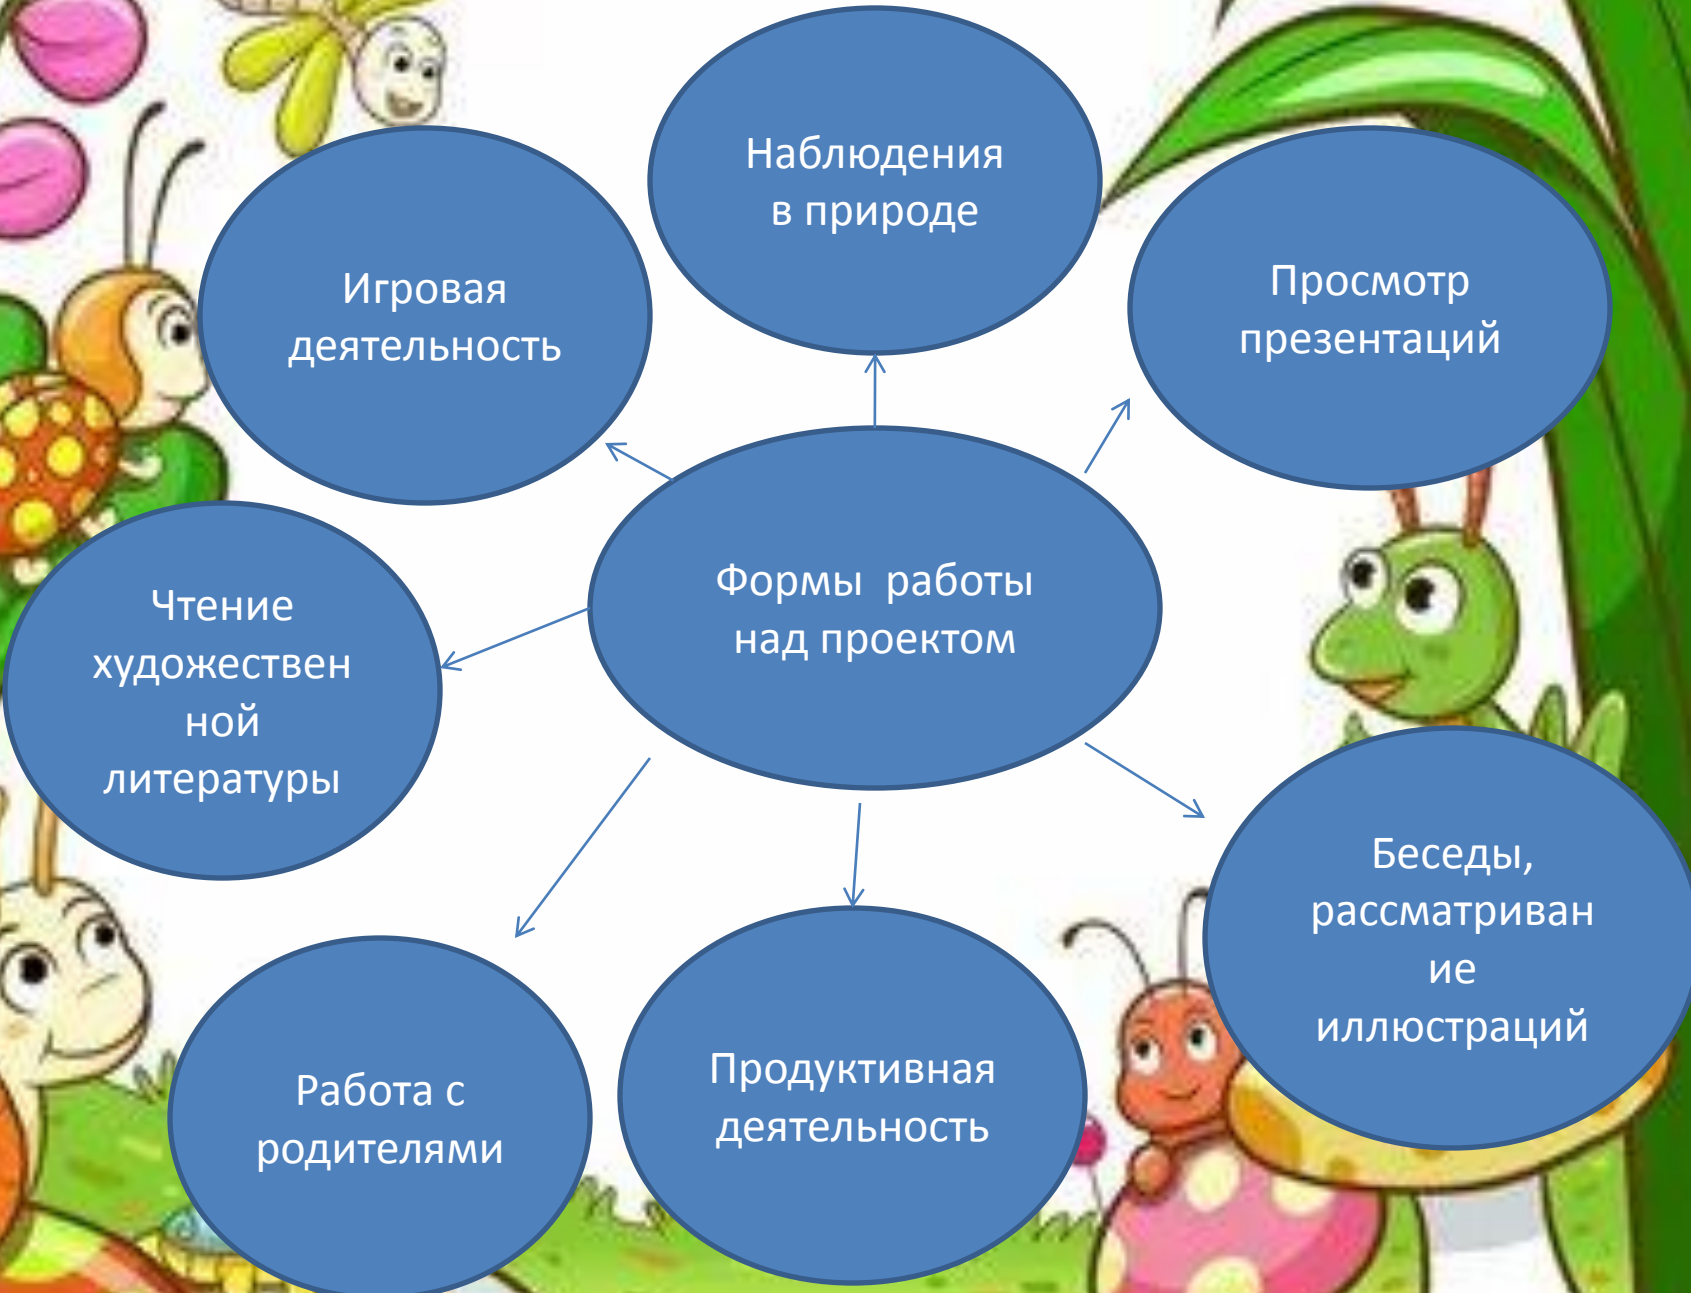 Наблюдения
в природе
Игровая
деятельность
Просмотр
презентаций
Формы работы
над проектом
Чтение
художествен
ной
литературы
Беседы,
рассматриван
ие
иллюстраций
Работа с
родителями
Продуктивная
деятельность